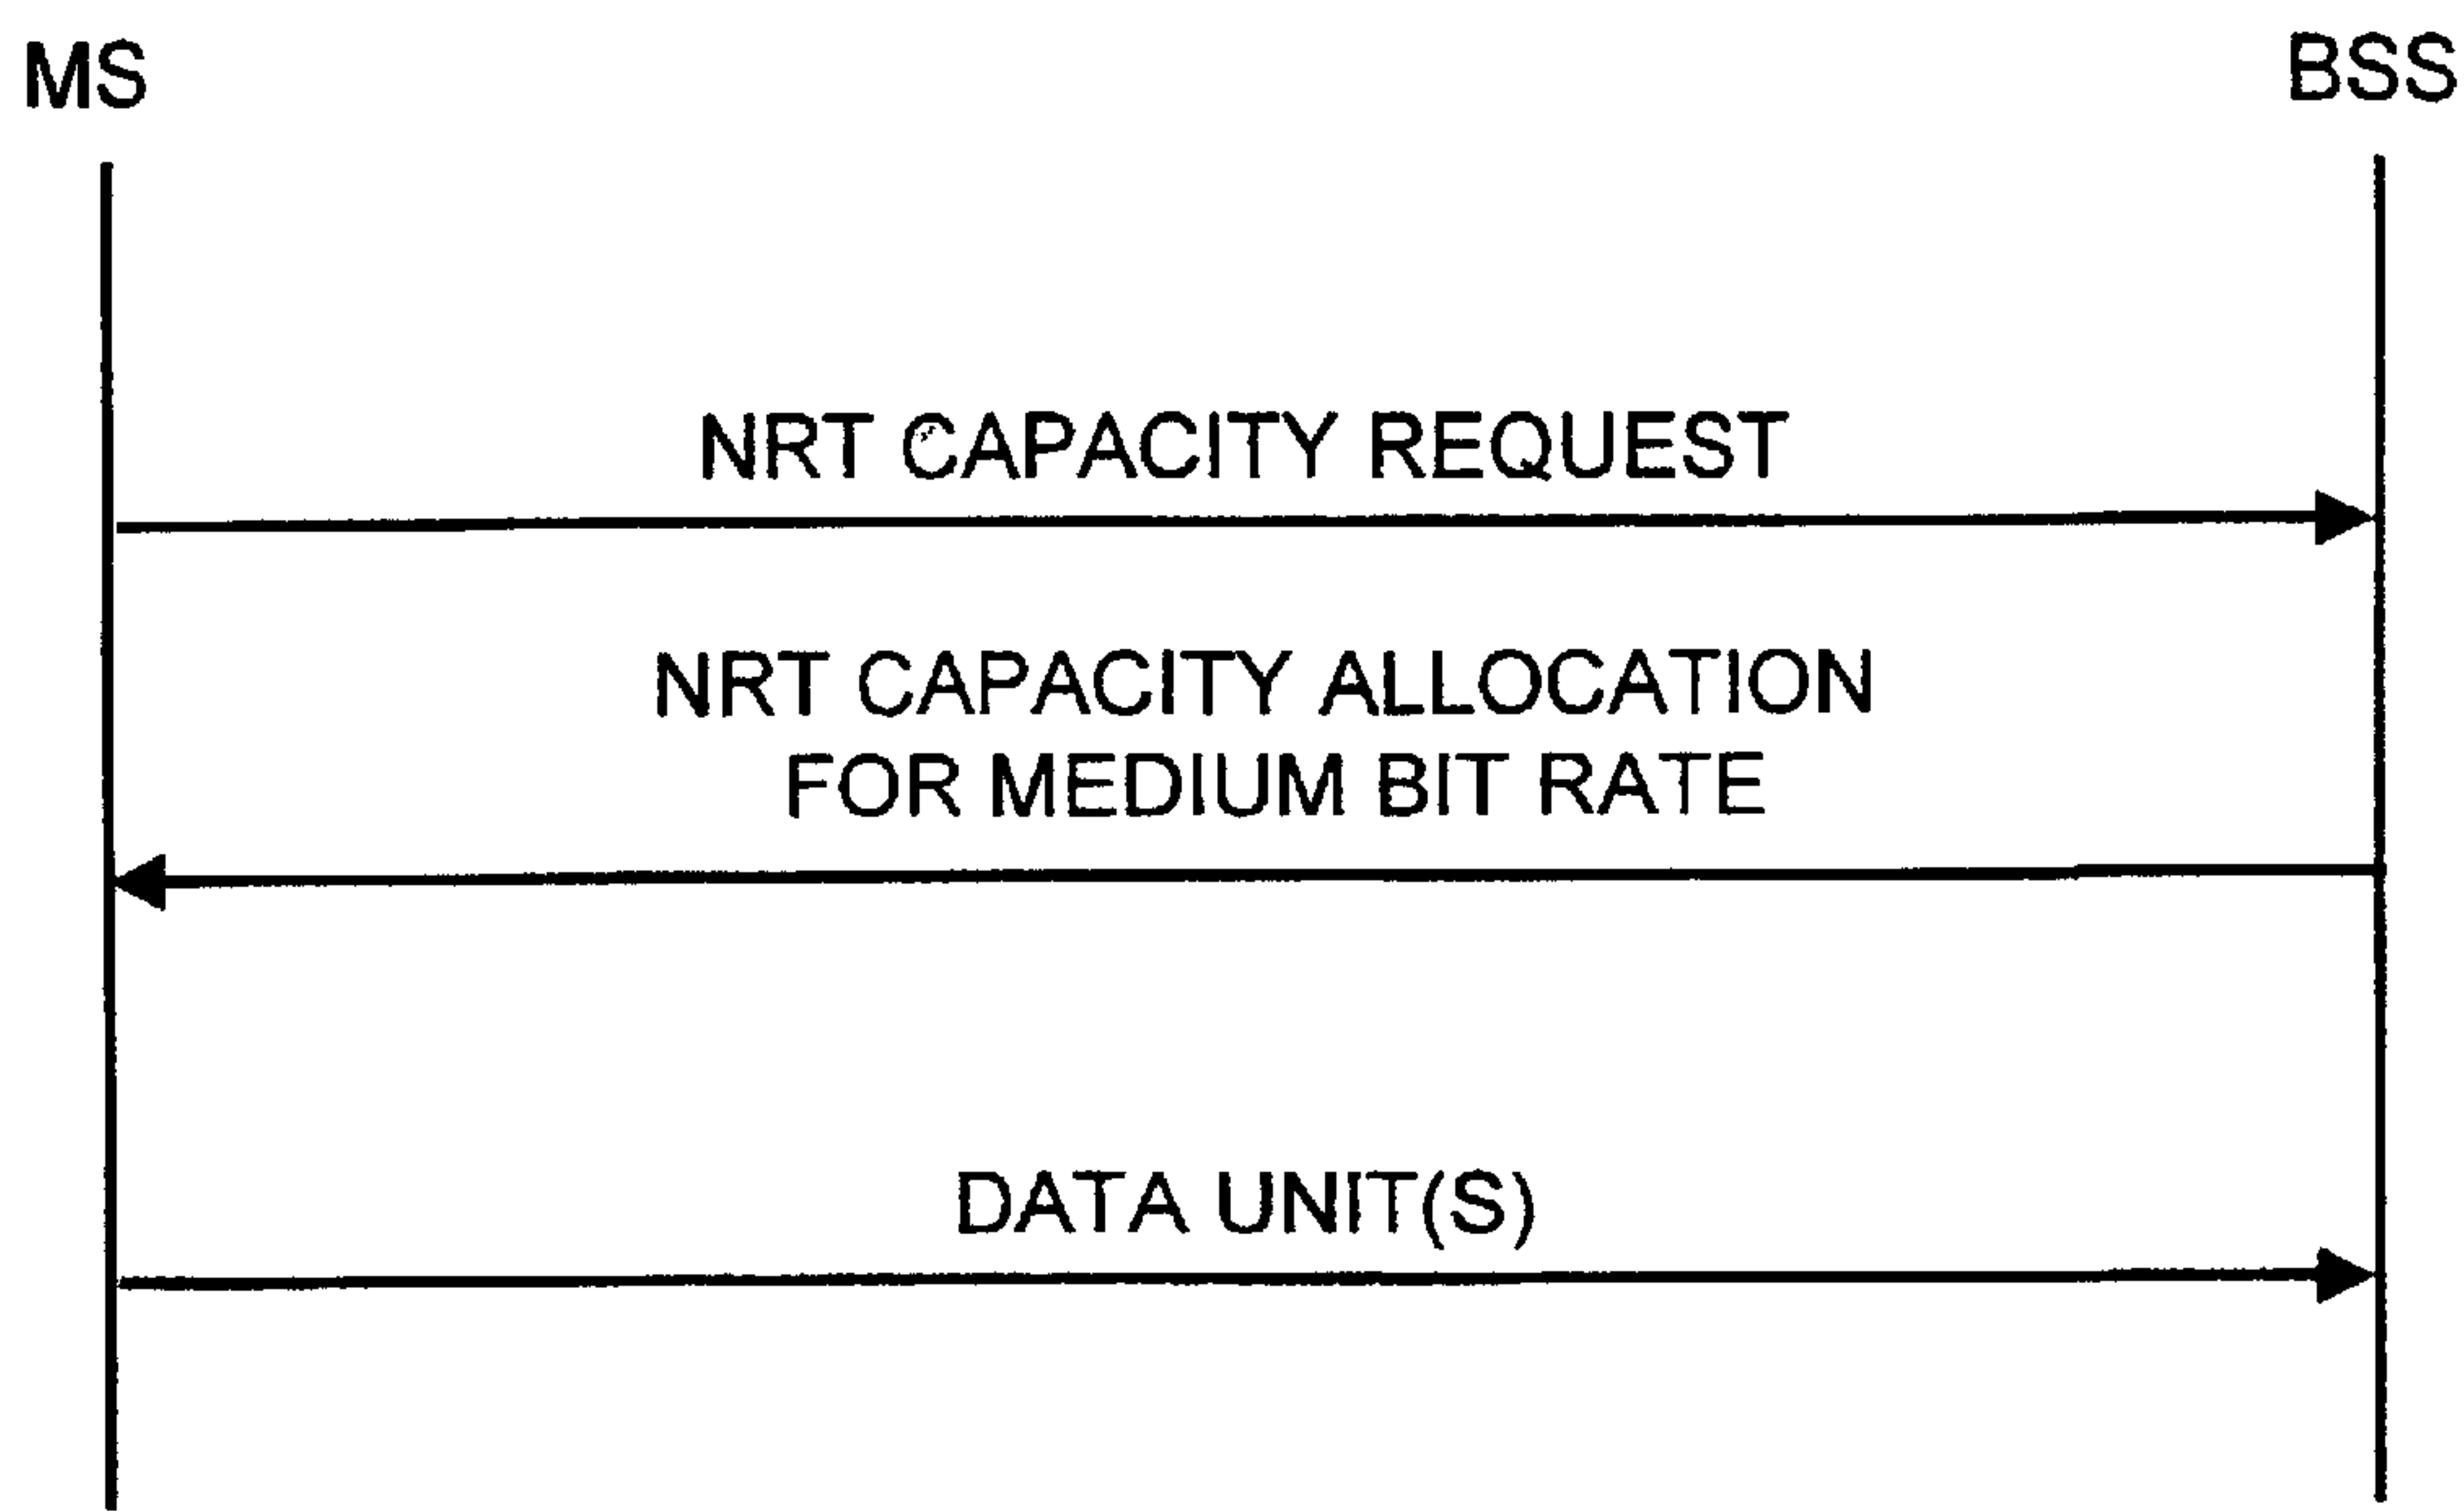 MS
BSS
NRT CAPACITY REQUEST
NRT CAPACITY ALLOCATION
FOR MEDIUM BIT RATE
DATA UNIT(S)